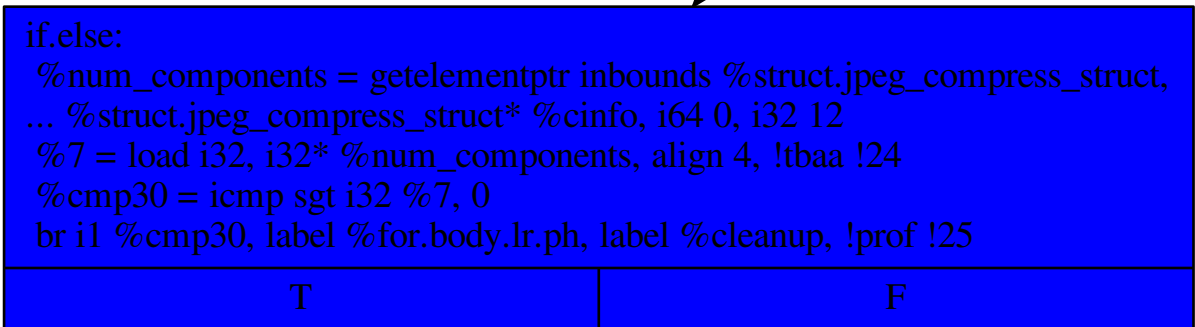 if.else:
%num_components = getelementptr inbounds %struct.jpeg_compress_struct,
... %struct.jpeg_compress_struct* %cinfo, i64 0, i32 12
%7 = load i32, i32* %num_components, align 4, !tbaa !24
%cmp30 = icmp sgt i32 %7, 0
br i1 %cmp30, label %for.body.lr.ph, label %cleanup, !prof !25
T F